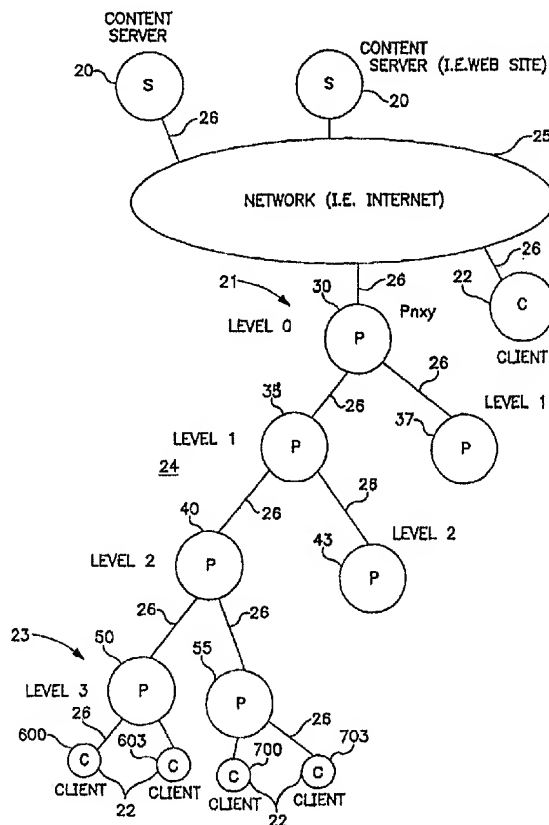 CONTENT
SERVER
20
S
26
CONTENT
SERVER (I.E.WEB SITE)
S
20
25
NETWORK (I.E. INTERNET)
26
21
30
26
22
LEVEL 0
P
Pnxy
C
CLIENT
35
26
26
LEVEL 1
P
37
P
LEVEL 1
24
40
26
26
LEVEL 2
P
43
P
LEVEL 2
23
50
26
26
55
LEVEL 3
P
P
26
26
600
C
603
C
700
C
703
C
CLIENT
CLIENT
CLIENT
CLIENT
22
22